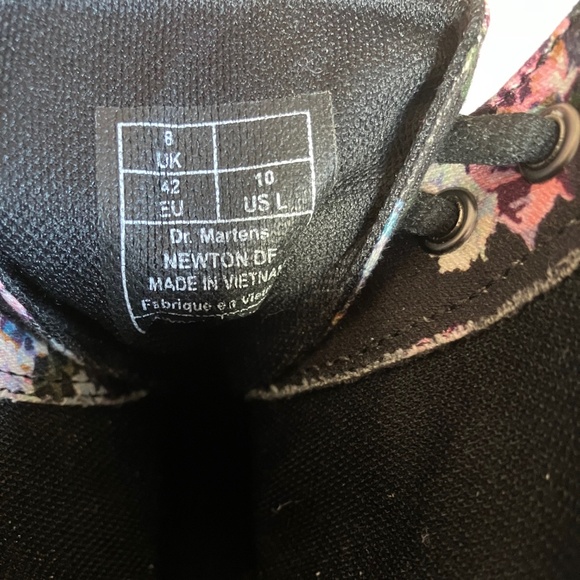 8
UK
42 10
EU US L
Dr. Martens
NEWTON DF
MADE IN VIETNAM
Fabrique en